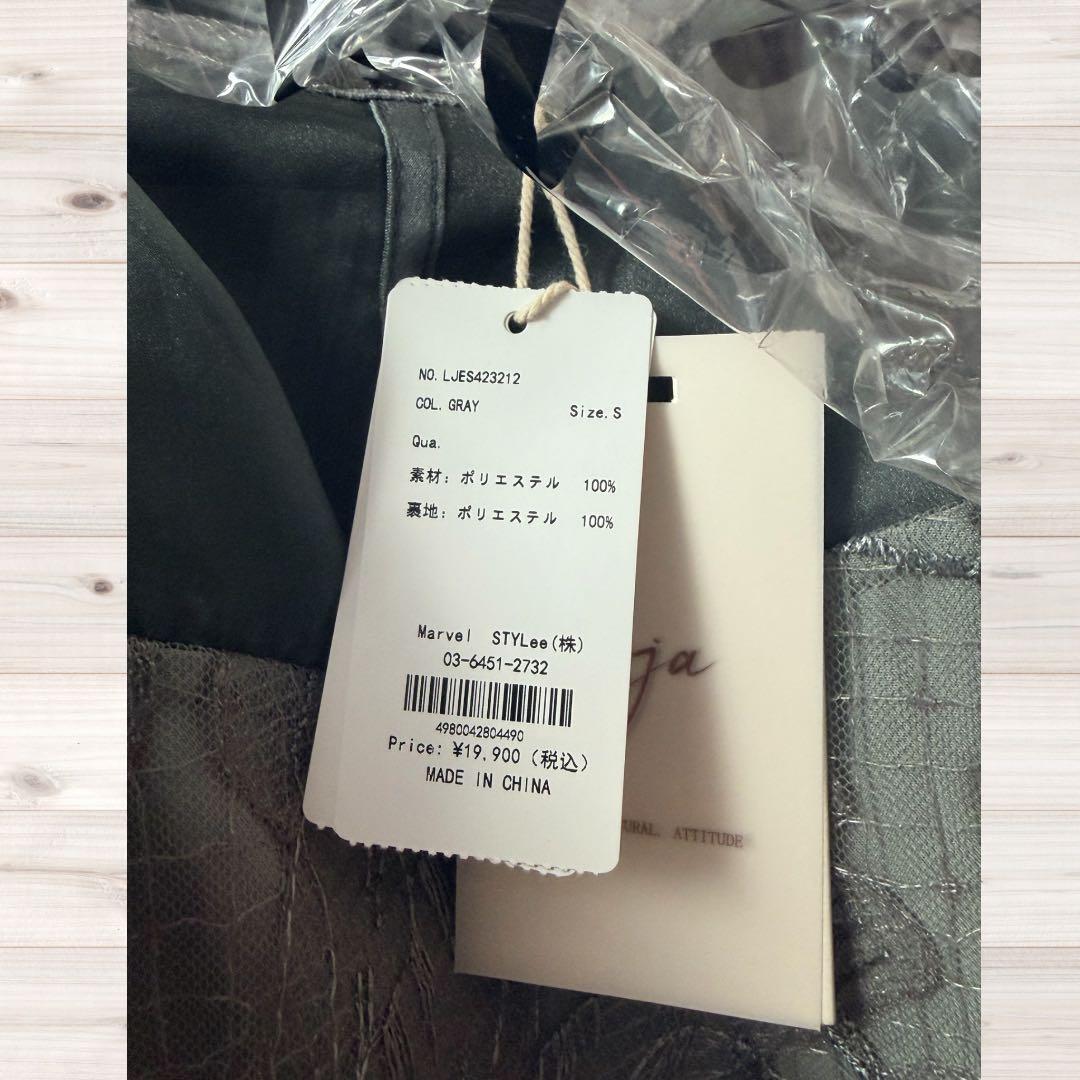 NO. LJES423212
COL. GRAY Size. S
Qua.
素材: ポリエステル 100%
裏地: ポリエステル 100%
Marvel STYLee(株)
03-6451-2732
4980042804490
Price: ¥19,900 (税込)
MADE IN CHINA
ATTITUDE